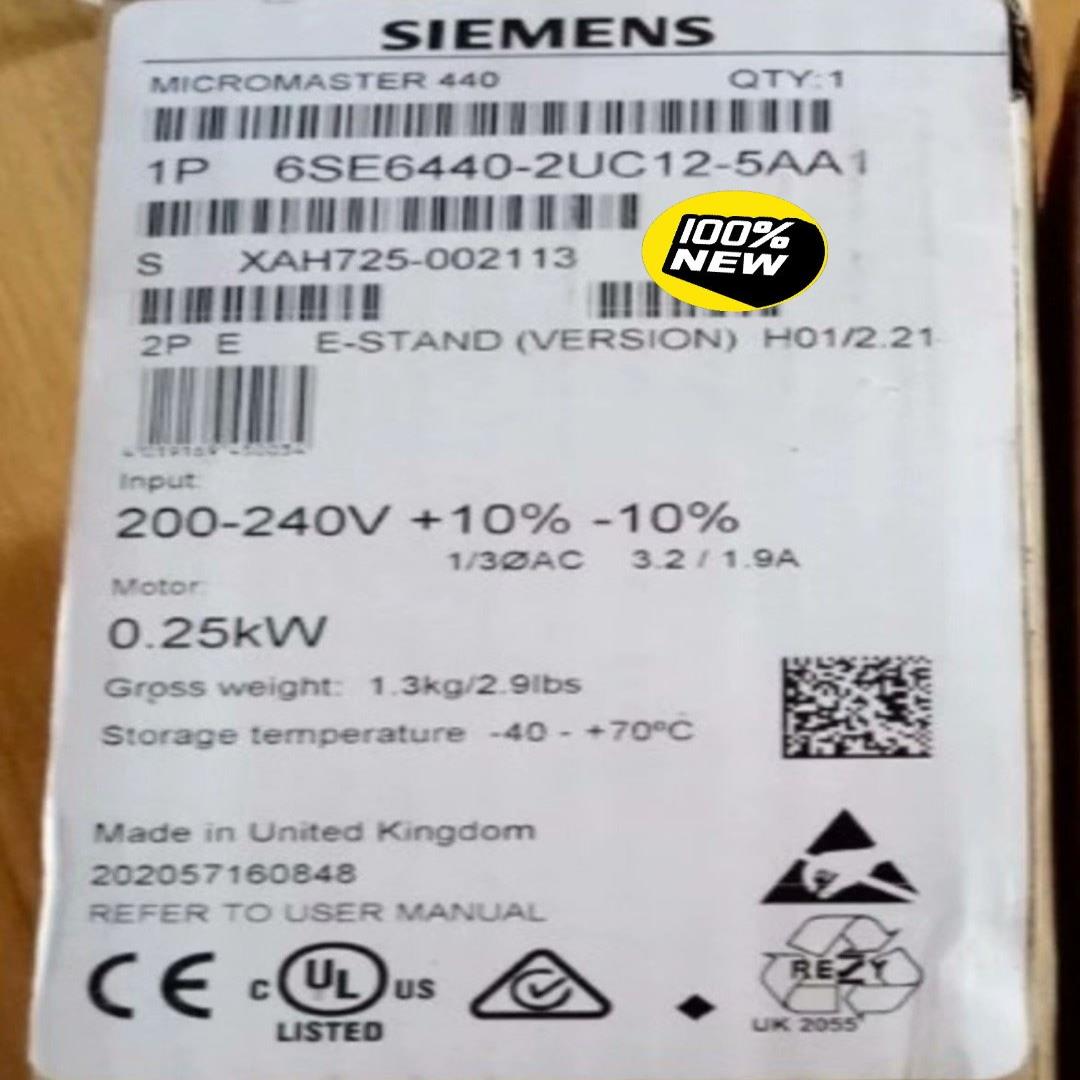 SIEMENS
MICROMASTER 440 QTY:1
1P 6SE6440-2UC12-5AA1
S XAH725-002113
100%
NEW
2P E E-STAND (VERSION) H01/2.21
Input:
200-240V +10% -10%
1/3ØAC 3.2 / 1.9A
Motor:
0.25kW
Gross weight: 1.3kg/2.9lbs
Storage temperature -40 - +70ºC
Made in United Kingdom
202057160848
REFER TO USER MANUAL
CE C UL US
LISTED
REZY
UK 2055